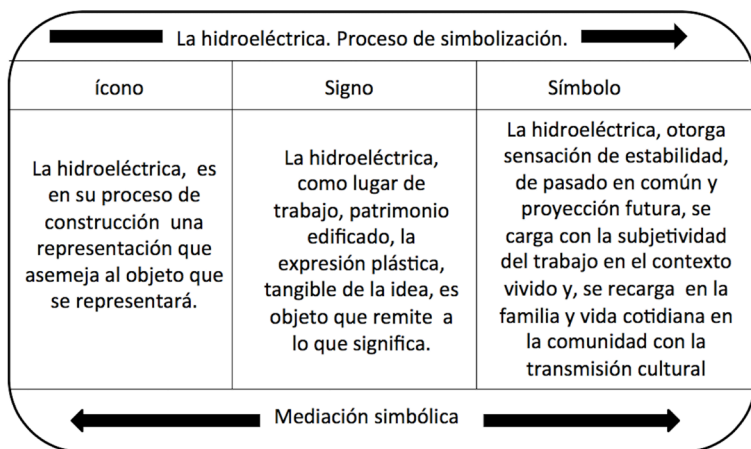 La hidroeléctrica. Proceso de simbolización.
ícono
Signo
Símbolo
La hidroeléctrica, es
en su proceso de
construcción una
representación que
asemeja al objeto que
se representará.
La hidroeléctrica,
como lugar de
trabajo, patrimonio
edificado, la
expresión plástica,
tangible de la idea, es
objeto que remite a
lo que significa.
La hidroeléctrica, otorga
sensación de estabilidad,
de pasado en común y
proyección futura, se
carga con la subjetividad
del trabajo en el contexto
vivido y, se recarga en la
familia y vida cotidiana en
la comunidad con la
transmisión cultural
Mediación simbólica